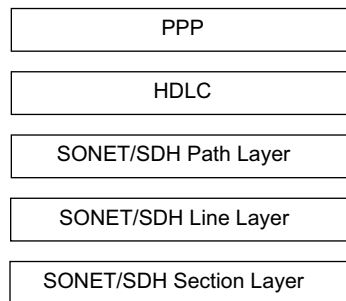 PPP
HDLC
SONET/SDH Path Layer
SONET/SDH Line Layer
SONET/SDH Section Layer